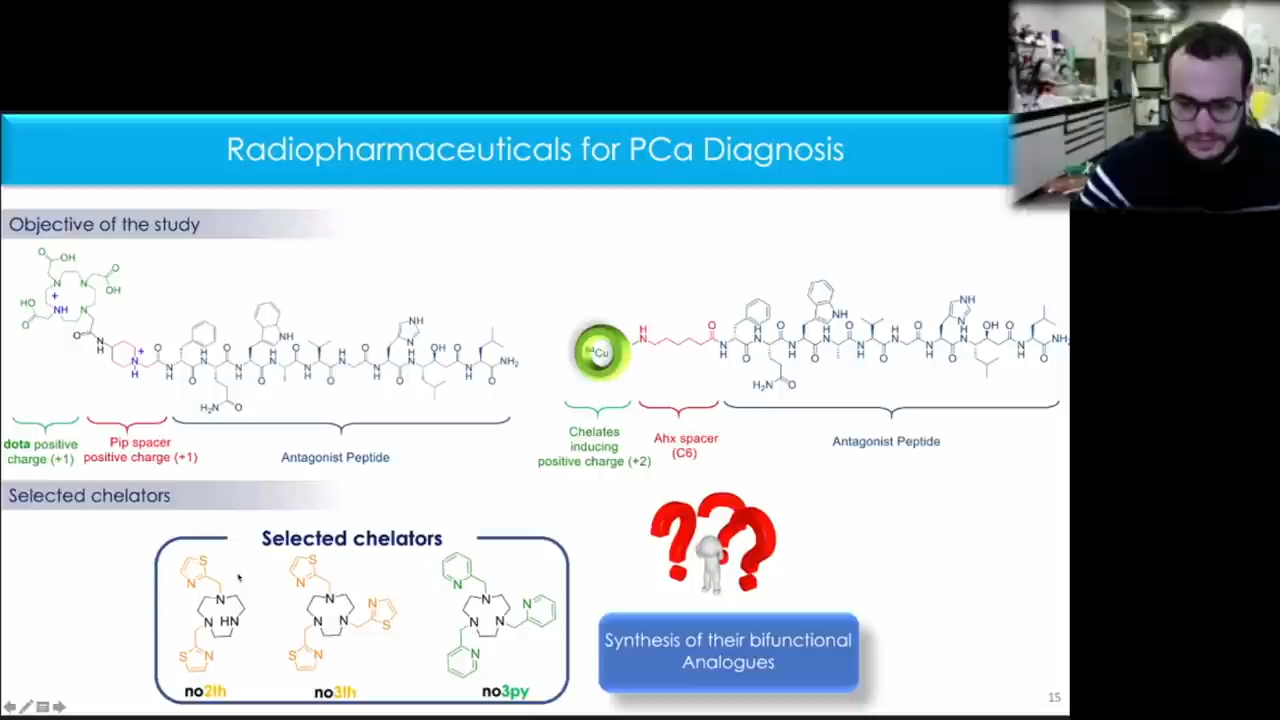 Radiopharmaceuticals for PCa Diagnosis
Objective of the study
dota positive
charge (+1)
Pip spacer
positive charge (+1)
Antagonist Peptide
64Cu
Chelates
inducing
positive charge (+2)
Ahx spacer
(C6)
Antagonist Peptide
Selected chelators
Selected chelators
no2th
no3th
no3py
Synthesis of their bifunctional
Analogues
15